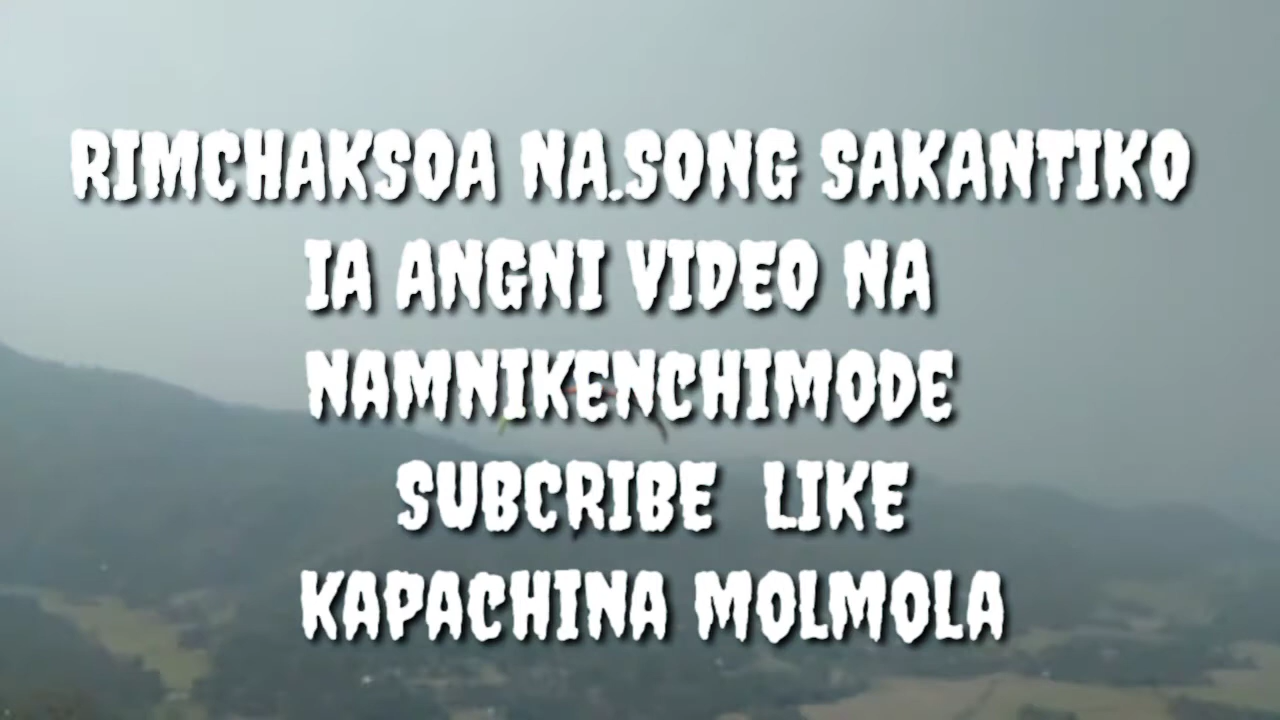 RIMCHAKSOA NA.SONG SAKANTIKO
IA ANGNI VIDEO NA
NAMNIKENCHIMODE
SUBCRIBE LIKE
KAPACHINA MOLMOLA